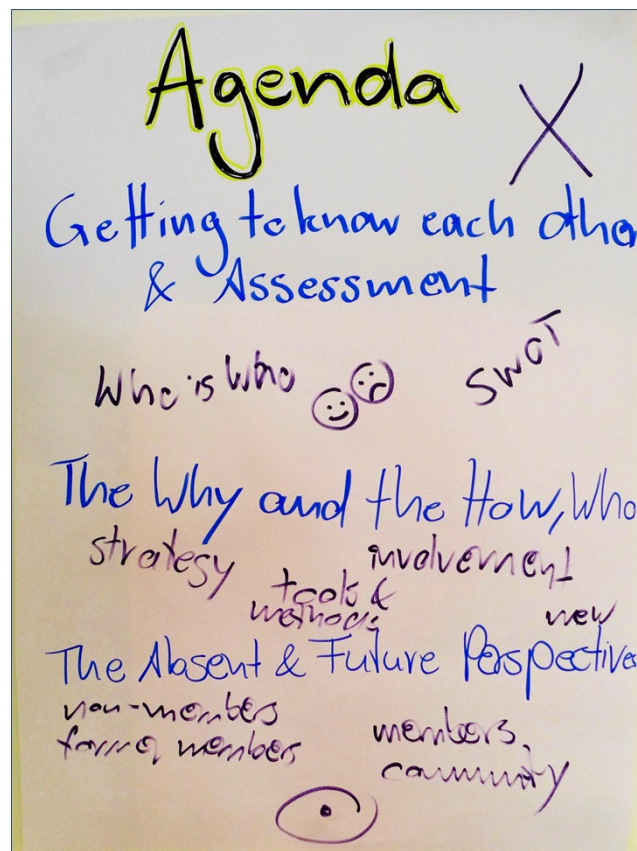 Agenda
X
Getting to know each other
& Assessment
Who is Who
SWOT
The Why and the How, Who
strategy
involvement
tools &
methods
new
The Absent & Future Perspective
non-members
former members
members,
community